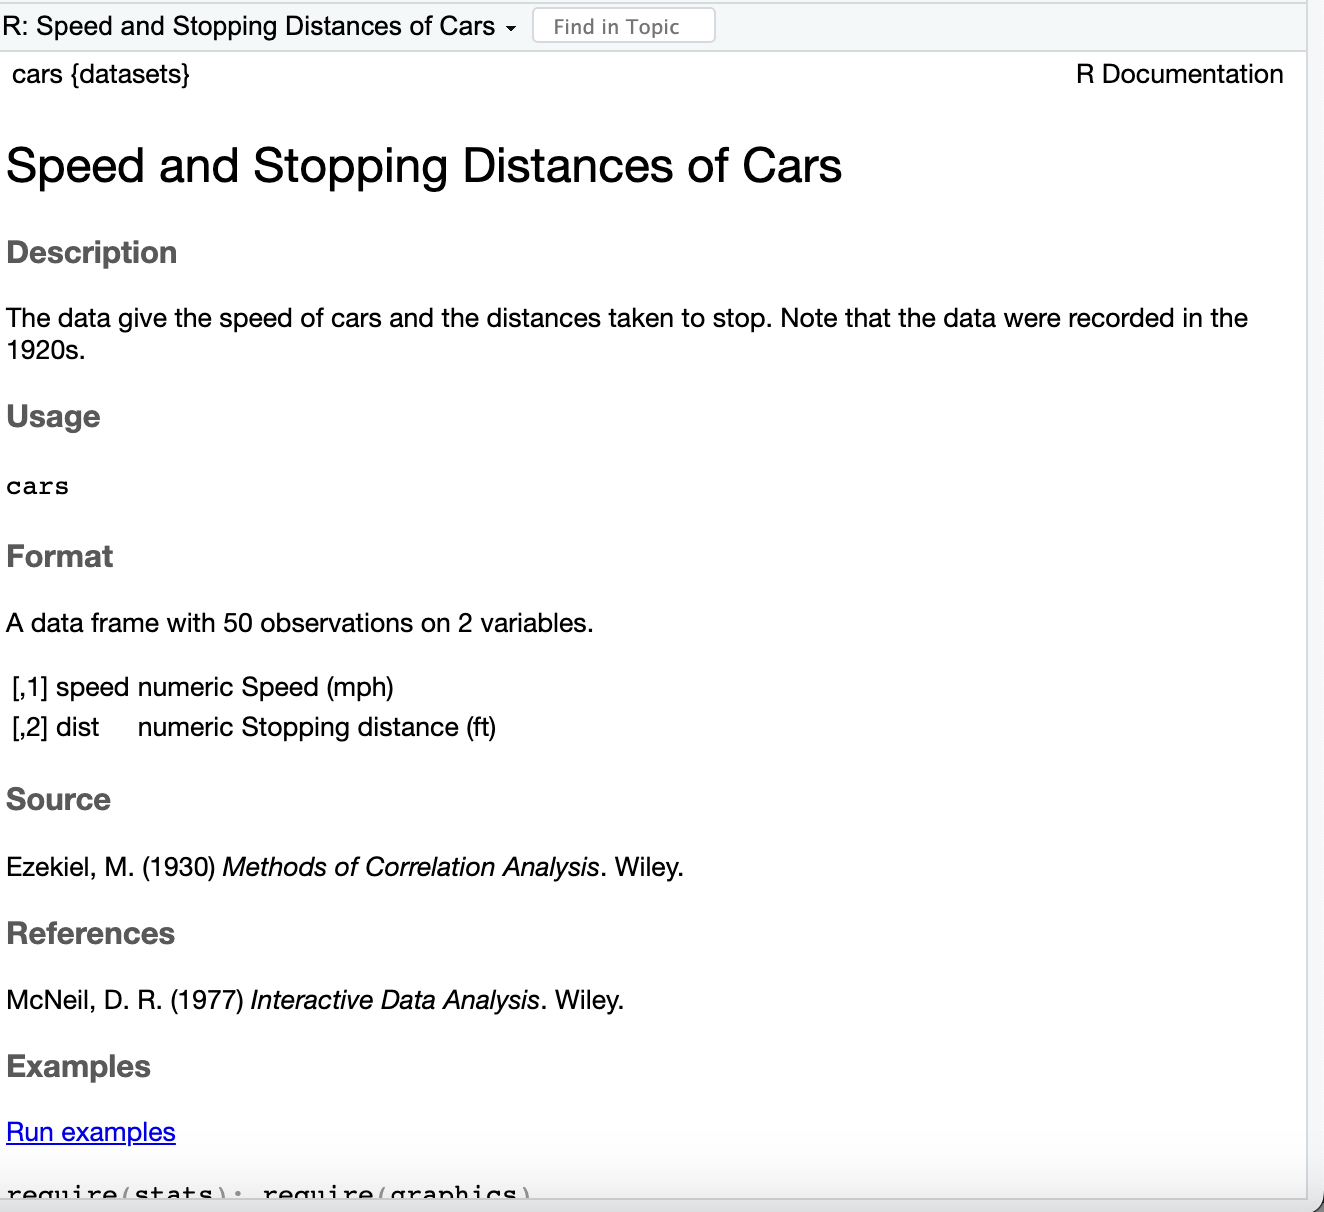 R: Speed and Stopping Distances of Cars
Find in Topic
cars {datasets}
R Documentation
Speed and Stopping Distances of Cars
Description
The data give the speed of cars and the distances taken to stop. Note that the data were recorded in the
1920s.
Usage
cars
Format
A data frame with 50 observations on 2 variables.
[,1] speed numeric Speed (mph)
[,2] dist numeric Stopping distance (ft)
Source
Ezekiel, M. (1930) Methods of Correlation Analysis. Wiley.
References
McNeil, D. R. (1977) Interactive Data Analysis. Wiley.
Examples
Run examples
require(stats); require(graphics)